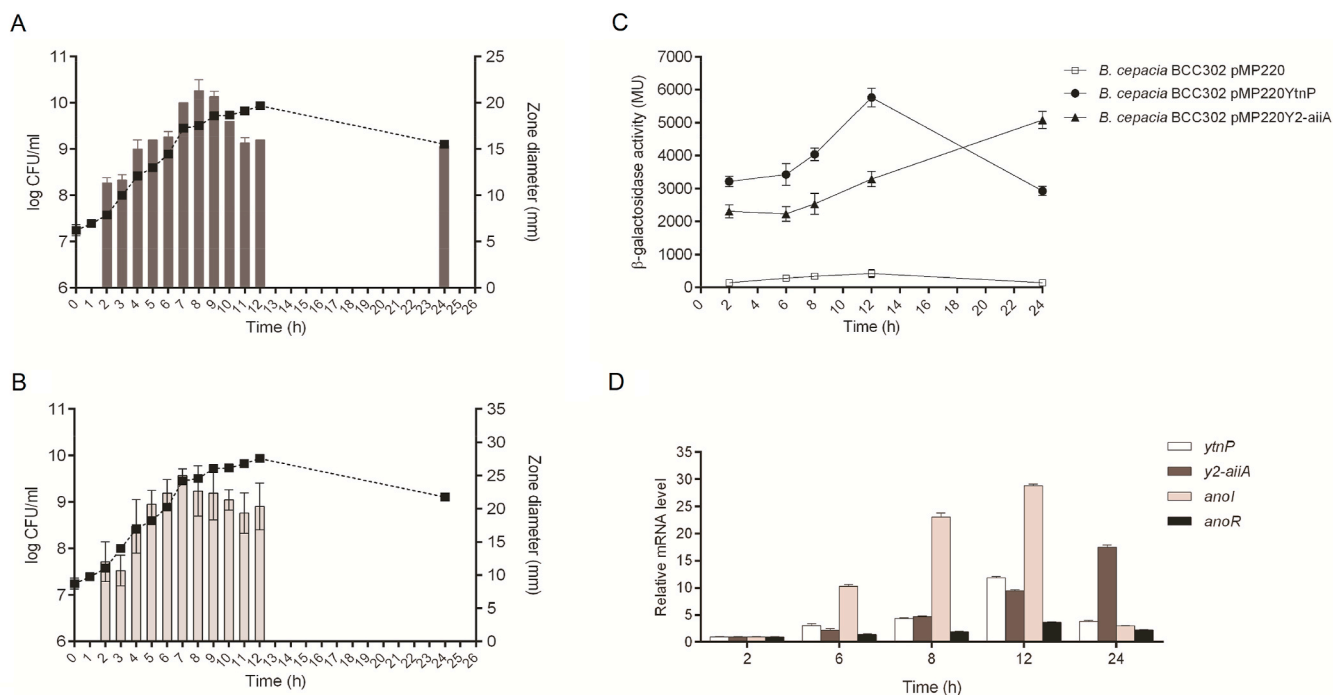 A
log CFU/ml
11
10
9
8
7
6
25
20
15
10
5
0
Zone diameter (mm)
0 1 2 3 4 5 6 7 8 9 10 11 12 13 14 15 16 17 18 19 20 21 22 23 24 25 26
Time (h)
B
log CFU/ml
11
10
9
8
7
6
35
30
25
20
15
10
5
0
Zone diameter (mm)
0 1 2 3 4 5 6 7 8 9 10 11 12 13 14 15 16 17 18 19 20 21 22 23 24 25 26
Time (h)
C
β-galactosidase activity (MU)
7000
6000
5000
4000
3000
2000
1000
0
0 2 4 6 8 10 12 14 16 18 20 22 24
Time (h)
B. cepacia BCC302 pMP220
B. cepacia BCC302 pMP220YtnP
B. cepacia BCC302 pMP220Y2-aiiA
D
Relative mRNA level
35
30
25
20
15
10
5
0
2 6 8 12 24
Time (h)
ytnP
y2-aiiA
anoI
anoR